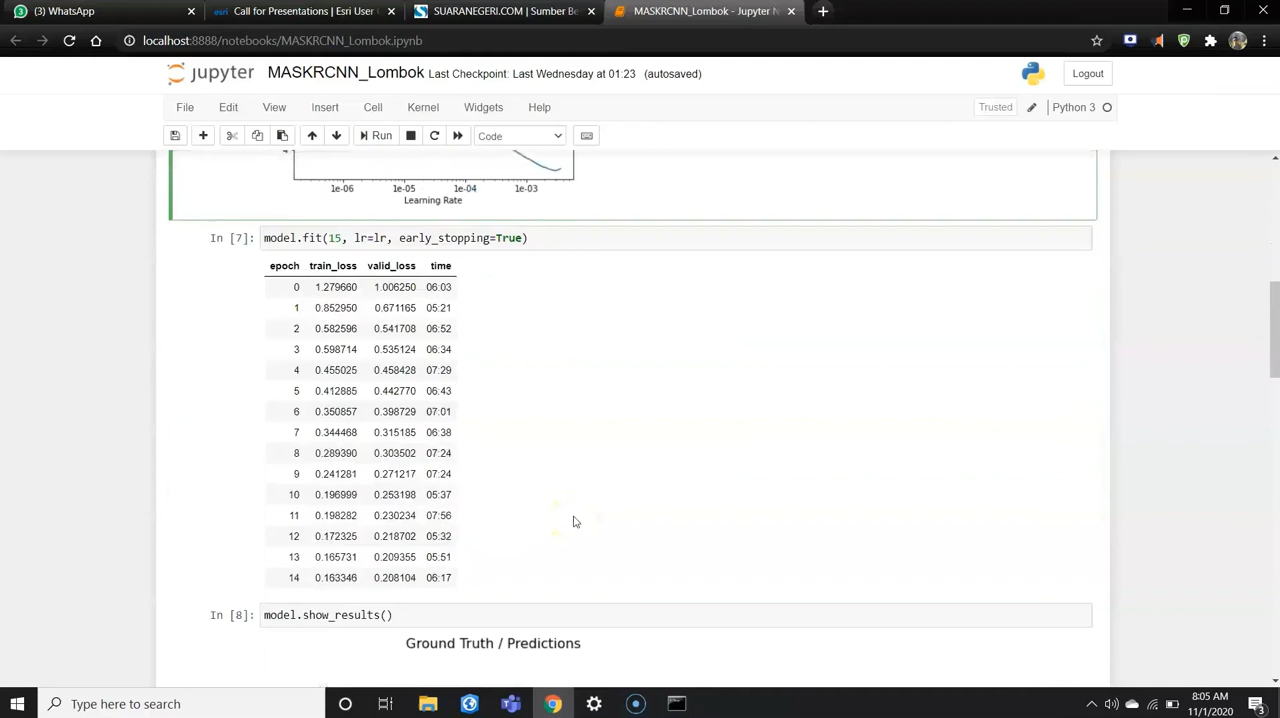 (3) WhatsApp
Call for Presentations | Esri User C
SUARANEGERI.COM | Sumber Be
MASKRCNN_Lombok - Jupyter N
localhost:8888/notebooks/MASKRCNN_Lombok.ipynb
jupyter MASKRCNN_Lombok Last Checkpoint: Last Wednesday at 01:23 (autosaved)
Logout
File Edit View Insert Cell Kernel Widgets Help
Trusted Python 3
Run Code
1e-06 1e-05 1e-04 1e-03
Learning Rate
In [7]: model.fit(15, lr=lr, early_stopping=True)
epoch train_loss valid_loss time
0 1.279660 1.006250 06:03
1 0.852950 0.671165 05:21
2 0.582596 0.541708 06:52
3 0.598714 0.535124 06:34
4 0.455025 0.458428 07:29
5 0.412885 0.442770 06:43
6 0.350857 0.398729 07:01
7 0.344468 0.315185 06:38
8 0.289390 0.303502 07:24
9 0.241281 0.271217 07:24
10 0.196999 0.253198 05:37
11 0.198282 0.230234 07:56
12 0.172325 0.218702 05:32
13 0.165731 0.209355 05:51
14 0.163346 0.208104 06:17
In [8]: model.show_results()
Ground Truth / Predictions
Type here to search
8:05 AM
11/1/2020
3